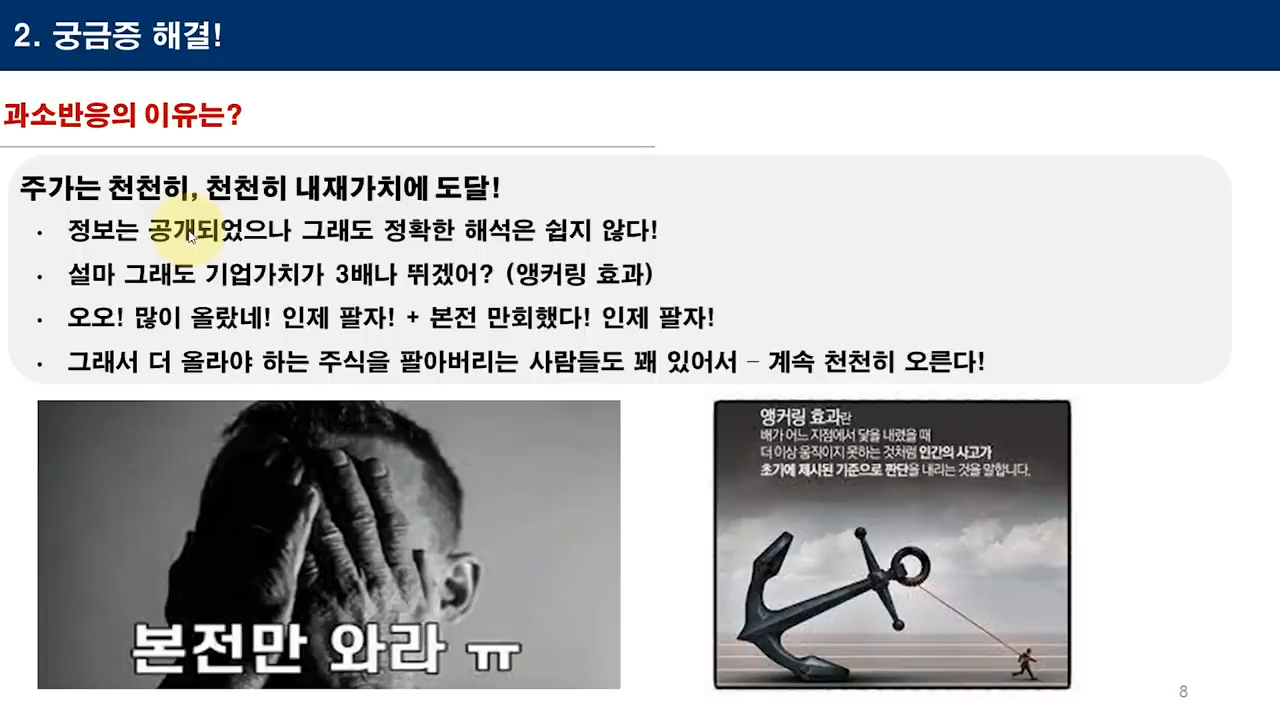 2. 궁금증 해결!
과소반응의 이유는?
주가는 천천히, 천천히 내재가치에 도달!
· 정보는 공개되었으나 그래도 정확한 해석은 쉽지 않다!
· 설마 그래도 기업가치가 3배나 뛰겠어? (앵커링 효과)
· 오오! 많이 올랐네! 인제 팔자! + 본전 만회했다! 인제 팔자!
· 그래서 더 올라야 하는 주식을 팔아버리는 사람들도 꽤 있어서 – 계속 천천히 오른다!
본전만 와라 ㅠ
앵커링 효과란
배가 어느 지점에서 닻을 내렸을 때
더 이상 움직이지 못하는 것처럼 인간의 사고가
초기에 제시된 기준으로 판단을 내리는 것을 말합니다.
8